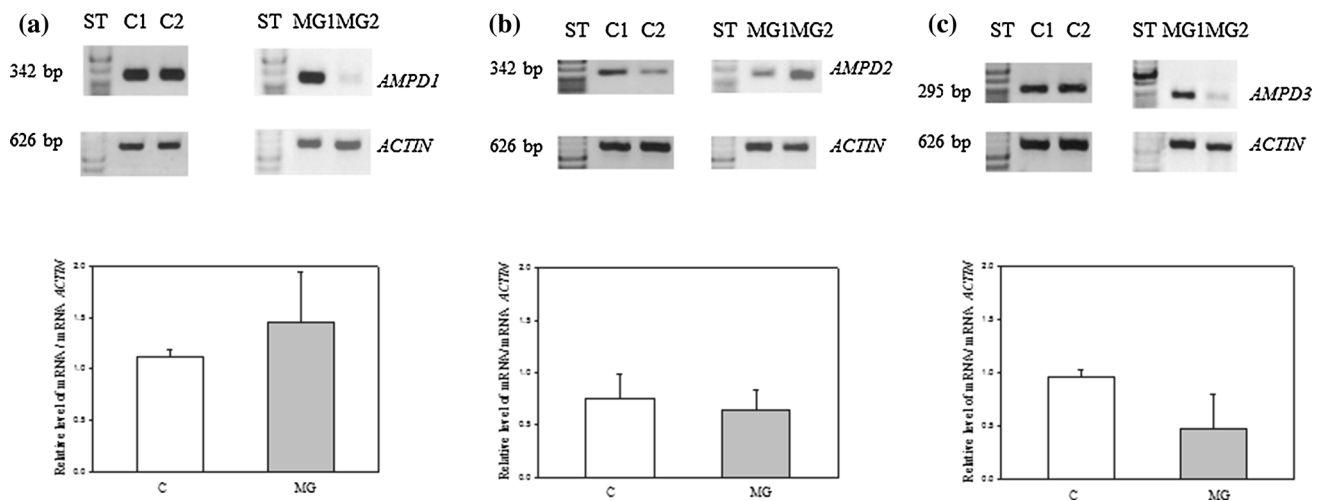 (a) ST C1 C2 ST MG1 MG2
342 bp AMPD1
626 bp ACTIN
Relative level of mRNA / mRNA ACTIN
2.0
1.5
1.0
0.5
0.0
C MG
(b) ST C1 C2 ST MG1 MG2
342 bp AMPD2
626 bp ACTIN
Relative level of mRNA/mRNA ACTIN
2.0
1.5
1.0
0.5
0.0
C MG
(c) ST C1 C2 ST MG1MG2
295 bp AMPD3
626 bp ACTIN
Relative level of mRNA/mRNA ACTIN
2.0
1.5
1.0
0.5
0.0
C MG